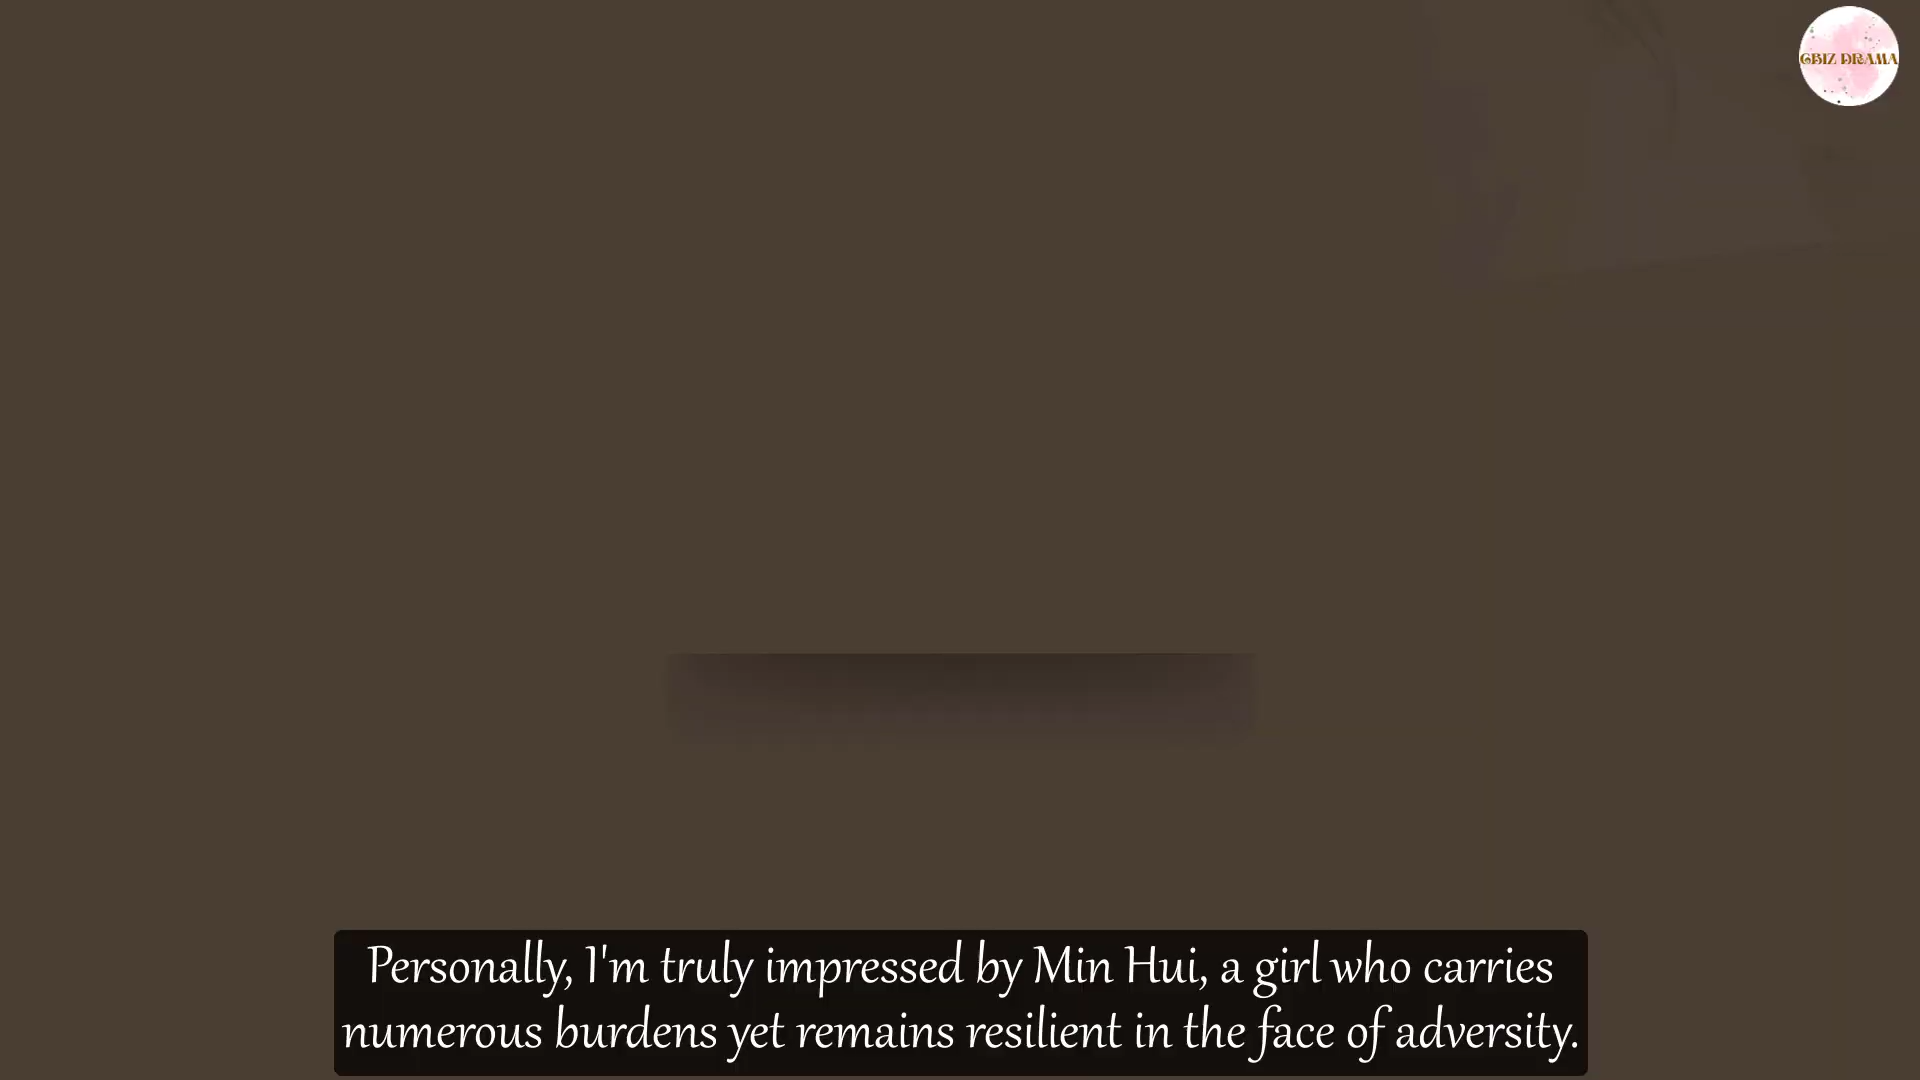 CBIZ DRAMA
Personally, I'm truly impressed by Min Hui, a girl who carries
numerous burdens yet remains resilient in the face of adversity.